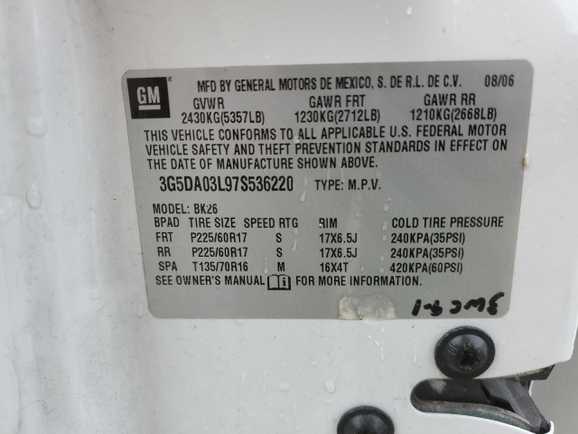 GM MFD BY GENERAL MOTORS DE MEXICO, S. DE R.L. DE C.V. 08/06
GVWR GAWR FRT GAWR RR
2430KG(5357LB) 1230KG(2712LB) 1210KG(2668LB)
THIS VEHICLE CONFORMS TO ALL APPLICABLE U.S. FEDERAL MOTOR
VEHICLE SAFETY AND THEFT PREVENTION STANDARDS IN EFFECT ON
THE DATE OF MANUFACTURE SHOWN ABOVE.
3G5DA03L97S536220 TYPE: M.P.V.
MODEL: BK26
BPAD TIRE SIZE SPEED RTG RIM COLD TIRE PRESSURE
FRT P225/60R17 S 17X6.5J 240KPA(35PSI)
RR P225/60R17 S 17X6.5J 240KPA(35PSI)
SPA T135/70R16 M 16X4T 420KPA(60PSI)
SEE OWNER'S MANUAL FOR MORE INFORMATION.